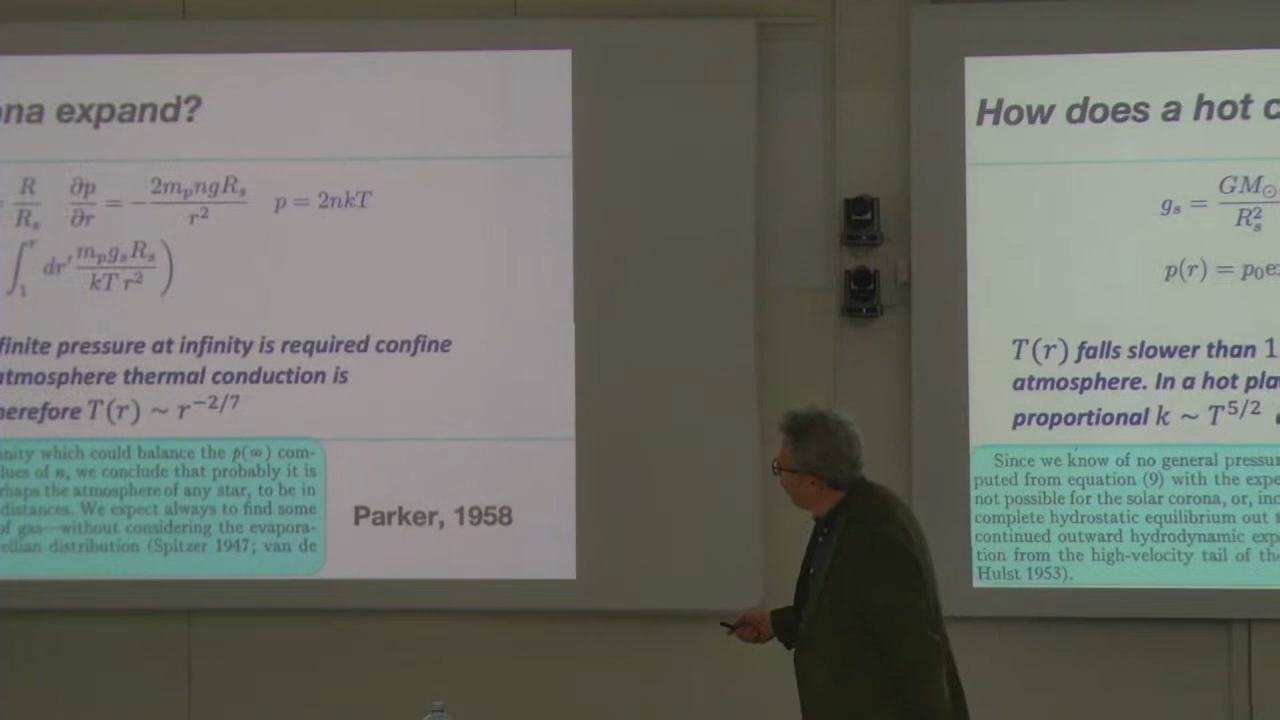 ona expand?
= R/R_s ∂p/∂r = − 2m_p n g R_s / r² p = 2nkT
∫₁^r dr′ m_p g_s R_s / kT r² )
finite pressure at infinity is required confine
atmosphere thermal conduction is
herefore T(r) ~ r^{−2/7}
inity which could balance the p(∞) com-
lues of n, we conclude that probably it is
rhaps the atmosphere of any star, to be in
distances. We expect always to find some
of gas—without considering the evapora-
ellian distribution (Spitzer 1947; van de
Parker, 1958
How does a hot c
g_s = GM_⊙ / R_s²
p(r) = p₀e
T(r) falls slower than 1
atmosphere. In a hot pla
proportional k ~ T^{5/2}
Since we know of no general pressur
puted from equation (9) with the expe
not possible for the solar corona, or, in
complete hydrostatic equilibrium out
continued outward hydrodynamic exp
tion from the high-velocity tail of the
Hulst 1953).